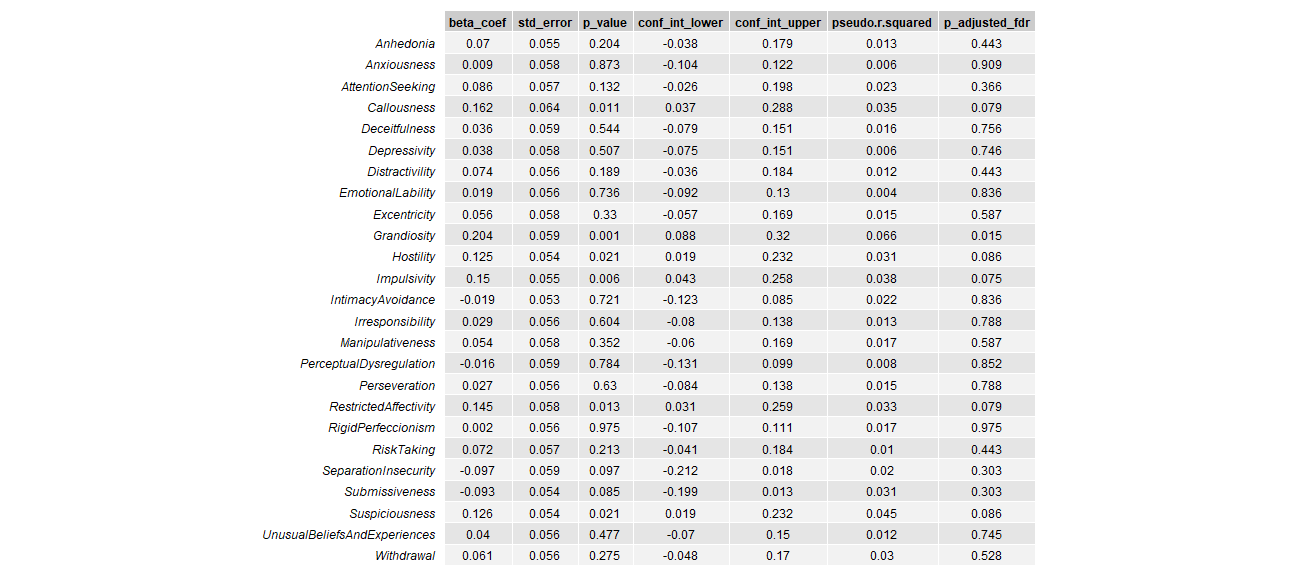 beta_coef std_error p_value conf_int_lower conf_int_upper pseudo.r.squared p_adjusted_fdr
Anhedonia 0.07 0.055 0.204 -0.038 0.179 0.013 0.443
Anxiousness 0.009 0.058 0.873 -0.104 0.122 0.006 0.909
AttentionSeeking 0.086 0.057 0.132 -0.026 0.198 0.023 0.366
Callousness 0.162 0.064 0.011 0.037 0.288 0.035 0.079
Deceitfulness 0.036 0.059 0.544 -0.079 0.151 0.016 0.756
Depressivity 0.038 0.058 0.507 -0.075 0.151 0.006 0.746
Distractivility 0.074 0.056 0.189 -0.036 0.184 0.012 0.443
EmotionalLability 0.019 0.056 0.736 -0.092 0.13 0.004 0.836
Excentricity 0.056 0.058 0.33 -0.057 0.169 0.015 0.587
Grandiosity 0.204 0.059 0.001 0.088 0.32 0.066 0.015
Hostility 0.125 0.054 0.021 0.019 0.232 0.031 0.086
Impulsivity 0.15 0.055 0.006 0.043 0.258 0.038 0.075
IntimacyAvoidance -0.019 0.053 0.721 -0.123 0.085 0.022 0.836
Irresponsibility 0.029 0.056 0.604 -0.08 0.138 0.013 0.788
Manipulativeness 0.054 0.058 0.352 -0.06 0.169 0.017 0.587
PerceptualDysregulation -0.016 0.059 0.784 -0.131 0.099 0.008 0.852
Perseveration 0.027 0.056 0.63 -0.084 0.138 0.015 0.788
RestrictedAffectivity 0.145 0.058 0.013 0.031 0.259 0.033 0.079
RigidPerfeccionism 0.002 0.056 0.975 -0.107 0.111 0.017 0.975
RiskTaking 0.072 0.057 0.213 -0.041 0.184 0.01 0.443
SeparationInsecurity -0.097 0.059 0.097 -0.212 0.018 0.02 0.303
Submissiveness -0.093 0.054 0.085 -0.199 0.013 0.031 0.303
Suspiciousness 0.126 0.054 0.021 0.019 0.232 0.045 0.086
UnusualBeliefsAndExperiences 0.04 0.056 0.477 -0.07 0.15 0.012 0.745
Withdrawal 0.061 0.056 0.275 -0.048 0.17 0.03 0.528